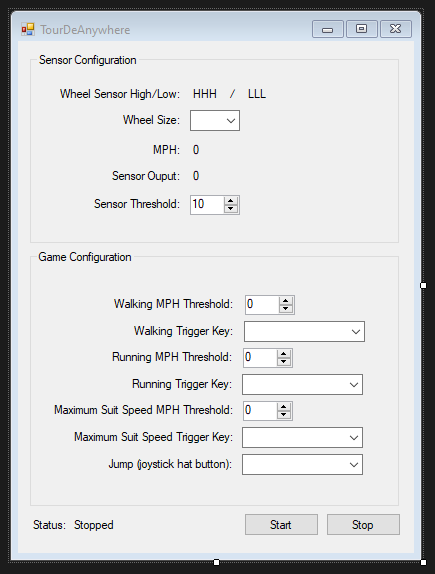 TourDeAnywhere
Sensor Configuration
Wheel Sensor High/Low: HHH / LLL
Wheel Size:
MPH: 0
Sensor Ouput: 0
Sensor Threshold: 10
Game Configuration
Walking MPH Threshold: 0
Walking Trigger Key:
Running MPH Threshold: 0
Running Trigger Key:
Maximum Suit Speed MPH Threshold: 0
Maximum Suit Speed Trigger Key:
Jump (joystick hat button):
Status: Stopped Start Stop